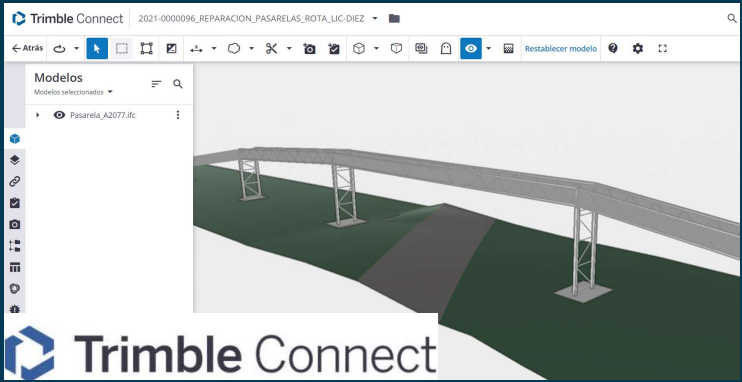 Trimble Connect
2021-0000096_REPARACION_PASARELAS_ROTA_LIC-DIEZ
Atrás
Restablecer modelo
Modelos
Modelos seleccionados
Pasarela_A2077.ifc
Trimble Connect